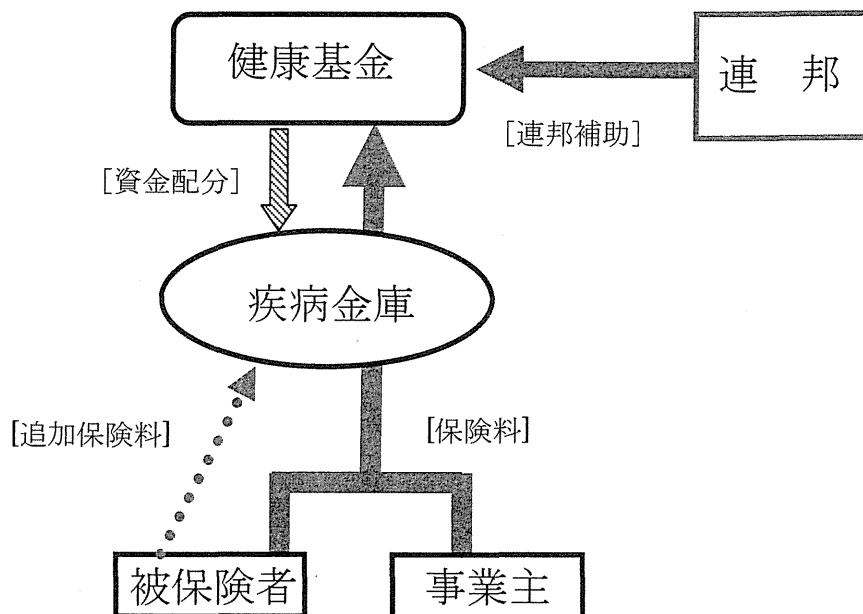 健康基金
連 邦
[連邦補助]
[資金配分]
疾病金庫
[追加保険料]
[保険料]
被保険者
事業主